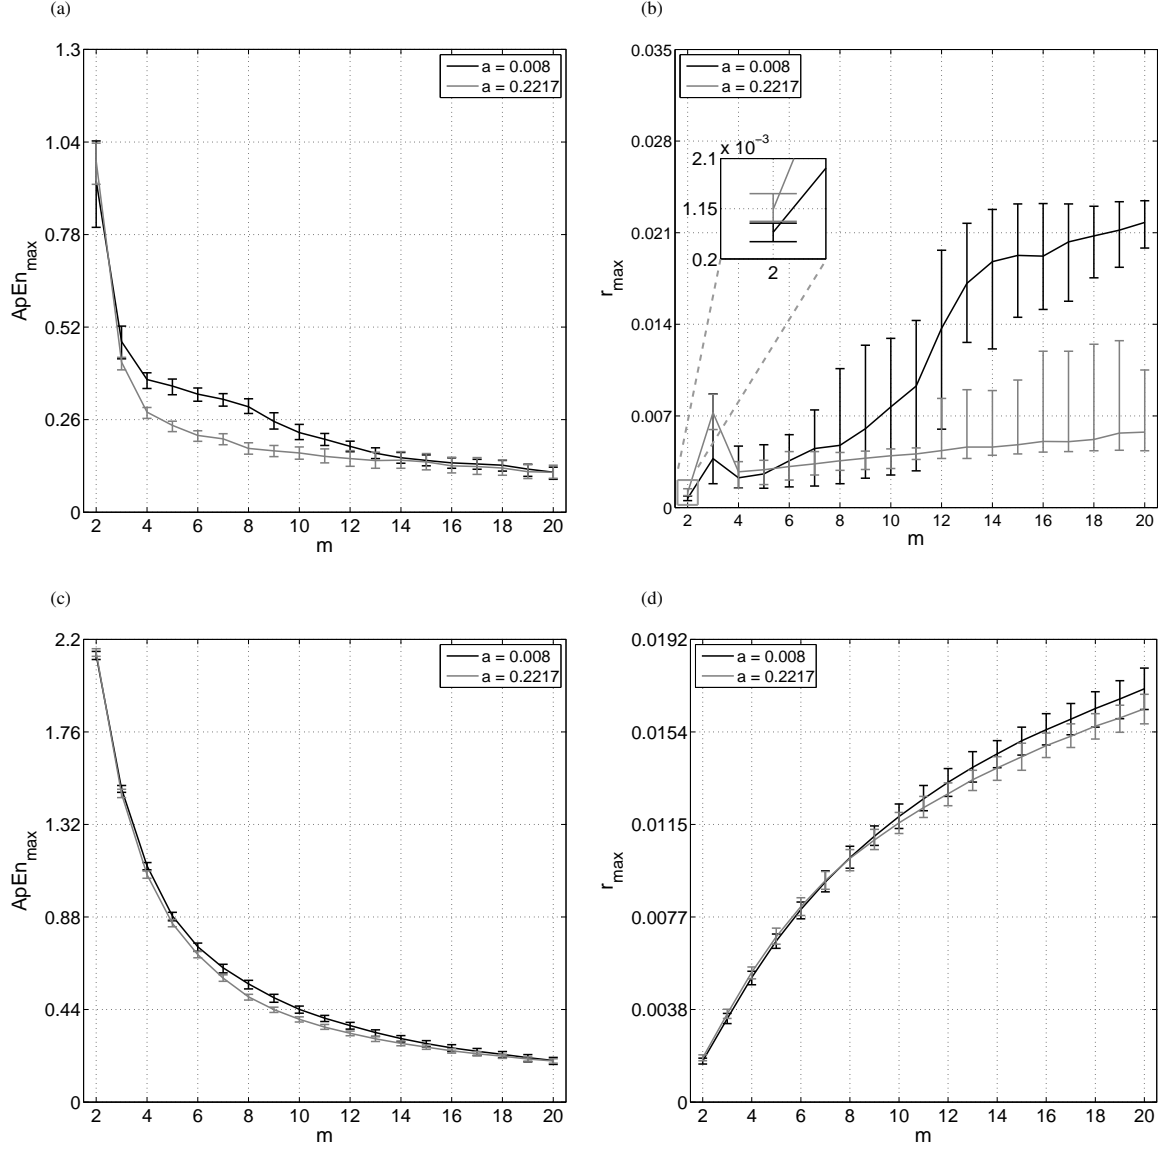 (a)
1.3
1.04
0.78
0.52
0.26
0
ApEn_max
a = 0.008
a = 0.2217
2 4 6 8 10 12 14 16 18 20
m
(b)
0.035
0.028
0.021
0.014
0.007
0
r_max
a = 0.008
a = 0.2217
2.1 x 10⁻³
1.15
0.2
2
2 4 6 8 10 12 14 16 18 20
m
(c)
2.2
1.76
1.32
0.88
0.44
0
ApEn_max
a = 0.008
a = 0.2217
2 4 6 8 10 12 14 16 18 20
m
(d)
0.0192
0.0154
0.0115
0.0077
0.0038
0
r_max
a = 0.008
a = 0.2217
2 4 6 8 10 12 14 16 18 20
m